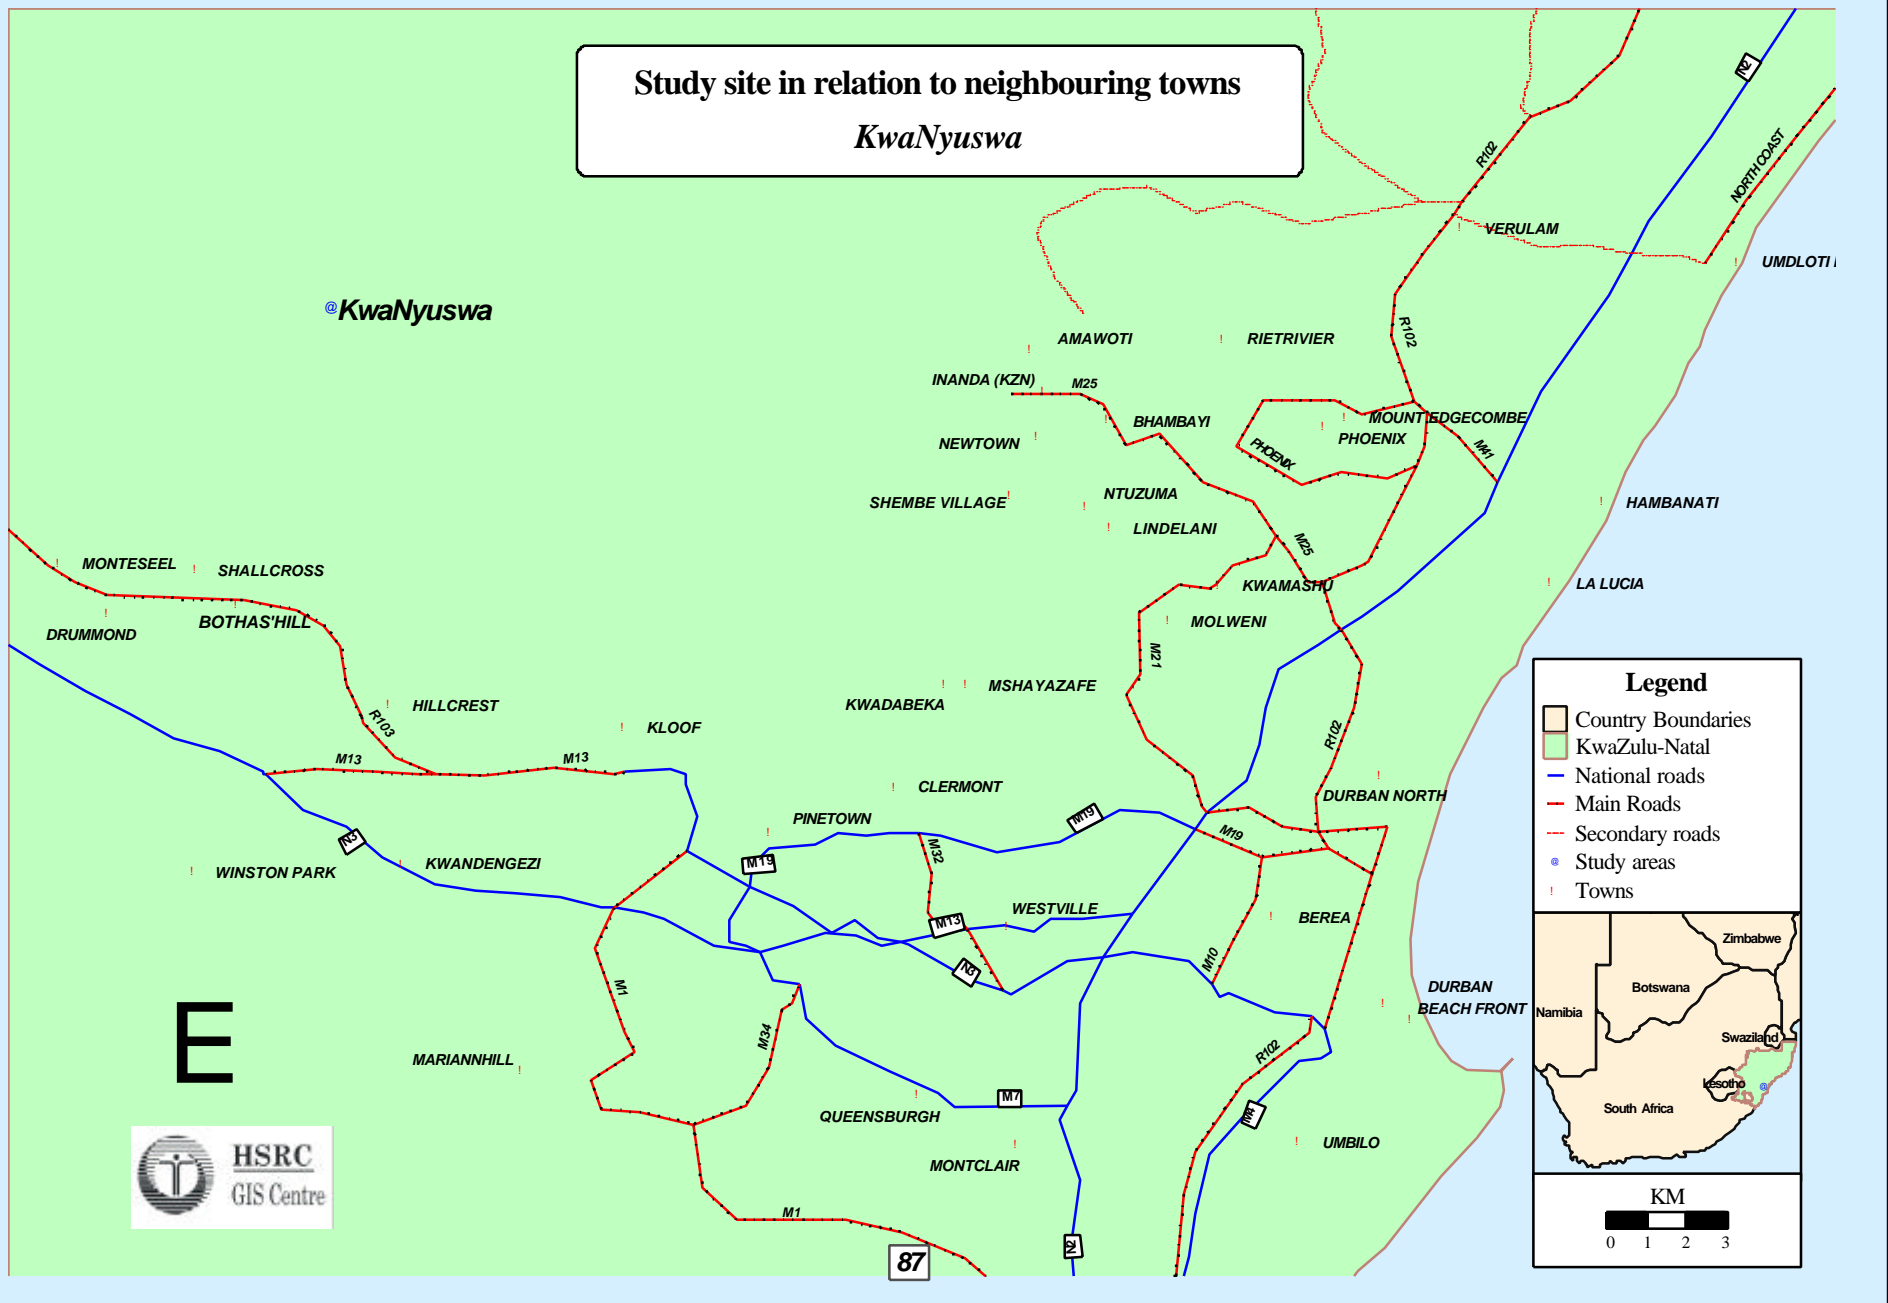 Study site in relation to neighbouring towns
KwaNyuswa
N2
NORTH COAST
R102
VERULAM
UMDLOTI
@KwaNyuswa
R102
AMAWOTI
RIETRIVIER
INANDA (KZN)
M25
BHAMBAYI
MOUNT EDGECOMBE
NEWTOWN
PHOENIX
PHOENIX
M41
SHEMBE VILLAGE
NTUZUMA
HAMBANATI
LINDELANI
M25
MONTESEEL
SHALLCROSS
KWAMASHU
LA LUCIA
DRUMMOND
BOTHAS'HILL
MOLWENI
M21
MSHAYAZAFE
KWADABEKA
HILLCREST
R103
KLOOF
R102
M13
M13
CLERMONT
DURBAN NORTH
PINETOWN
M19
M19
N3
M32
M19
WINSTON PARK
KWANDENGEZI
WESTVILLE
BEREA
M13
N3
M10
M1
DURBAN
BEACH FRONT
E
M34
R102
MARIANNHILL
M7
QUEENSBURGH
M4
MONTCLAIR
UMBILO
M1
N2
87
HSRC
GIS Centre
Legend
Country Boundaries
KwaZulu-Natal
National roads
Main Roads
Secondary roads
@ Study areas
! Towns
Zimbabwe
Botswana
Namibia
Swaziland
Lesotho
@
South Africa
KM
0 1 2 3